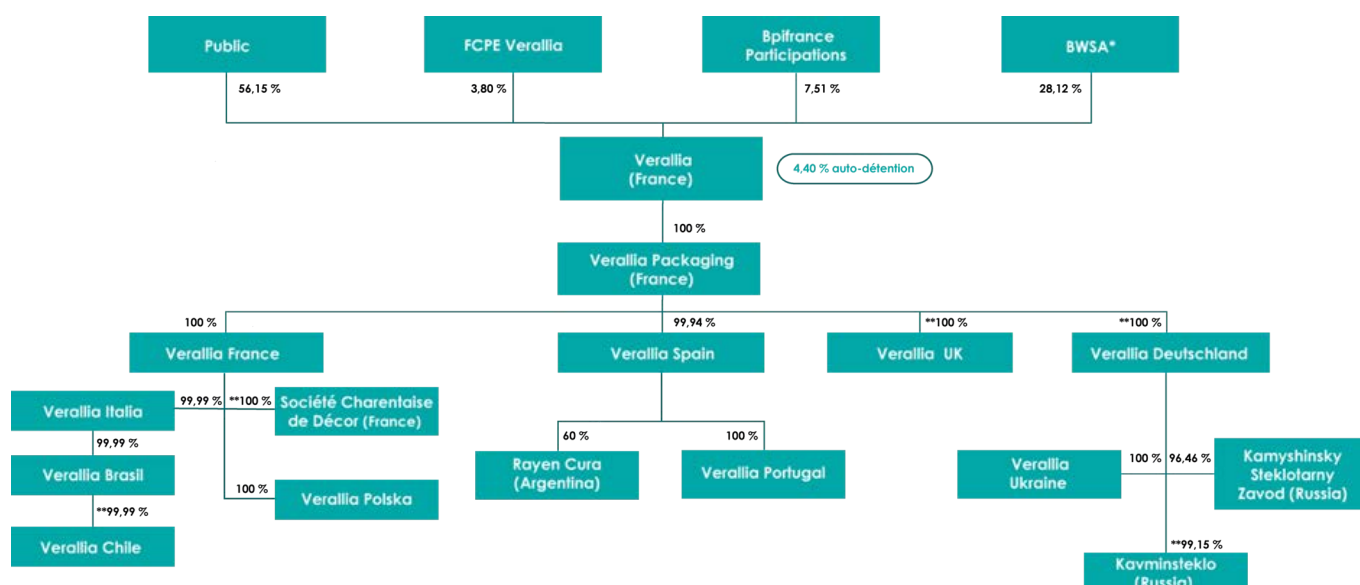 Public
FCPE Verallia
Bpifrance
Participations
BWSA*
56,15 %
3,80 %
7,51 %
28,12 %
Verallia
(France)
4,40 % auto-détention
100 %
Verallia Packaging
(France)
100 %
99,94 %
**100 %
**100 %
Verallia France
Verallia Spain
Verallia UK
Verallia Deutschland
Verallia Italia
99,99 %
**100 %
Société Charentaise
de Décor (France)
99,99 %
60 %
100 %
Verallia Brasil
100 %
Verallia Polska
Rayen Cura
(Argentina)
Verallia Portugal
Verallia
Ukraine
100 %
96,46 %
Kamyshinsky
Steklotarny
Zavod (Russia)
**99,99 %
Verallia Chile
**99,15 %
Kavminsteklo
(Russia)